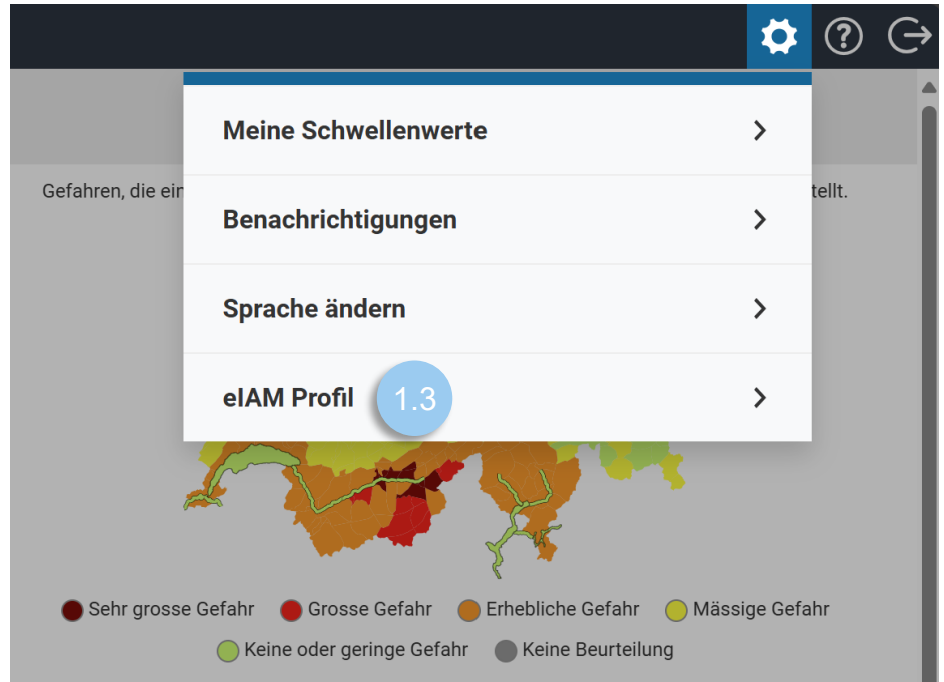 ?
Meine Schwellenwerte
Gefahren, die ein
tellt.
Benachrichtigungen
Sprache ändern
eIAM Profil 1.3
Sehr grosse Gefahr Grosse Gefahr Erhebliche Gefahr Mässige Gefahr
Keine oder geringe Gefahr Keine Beurteilung